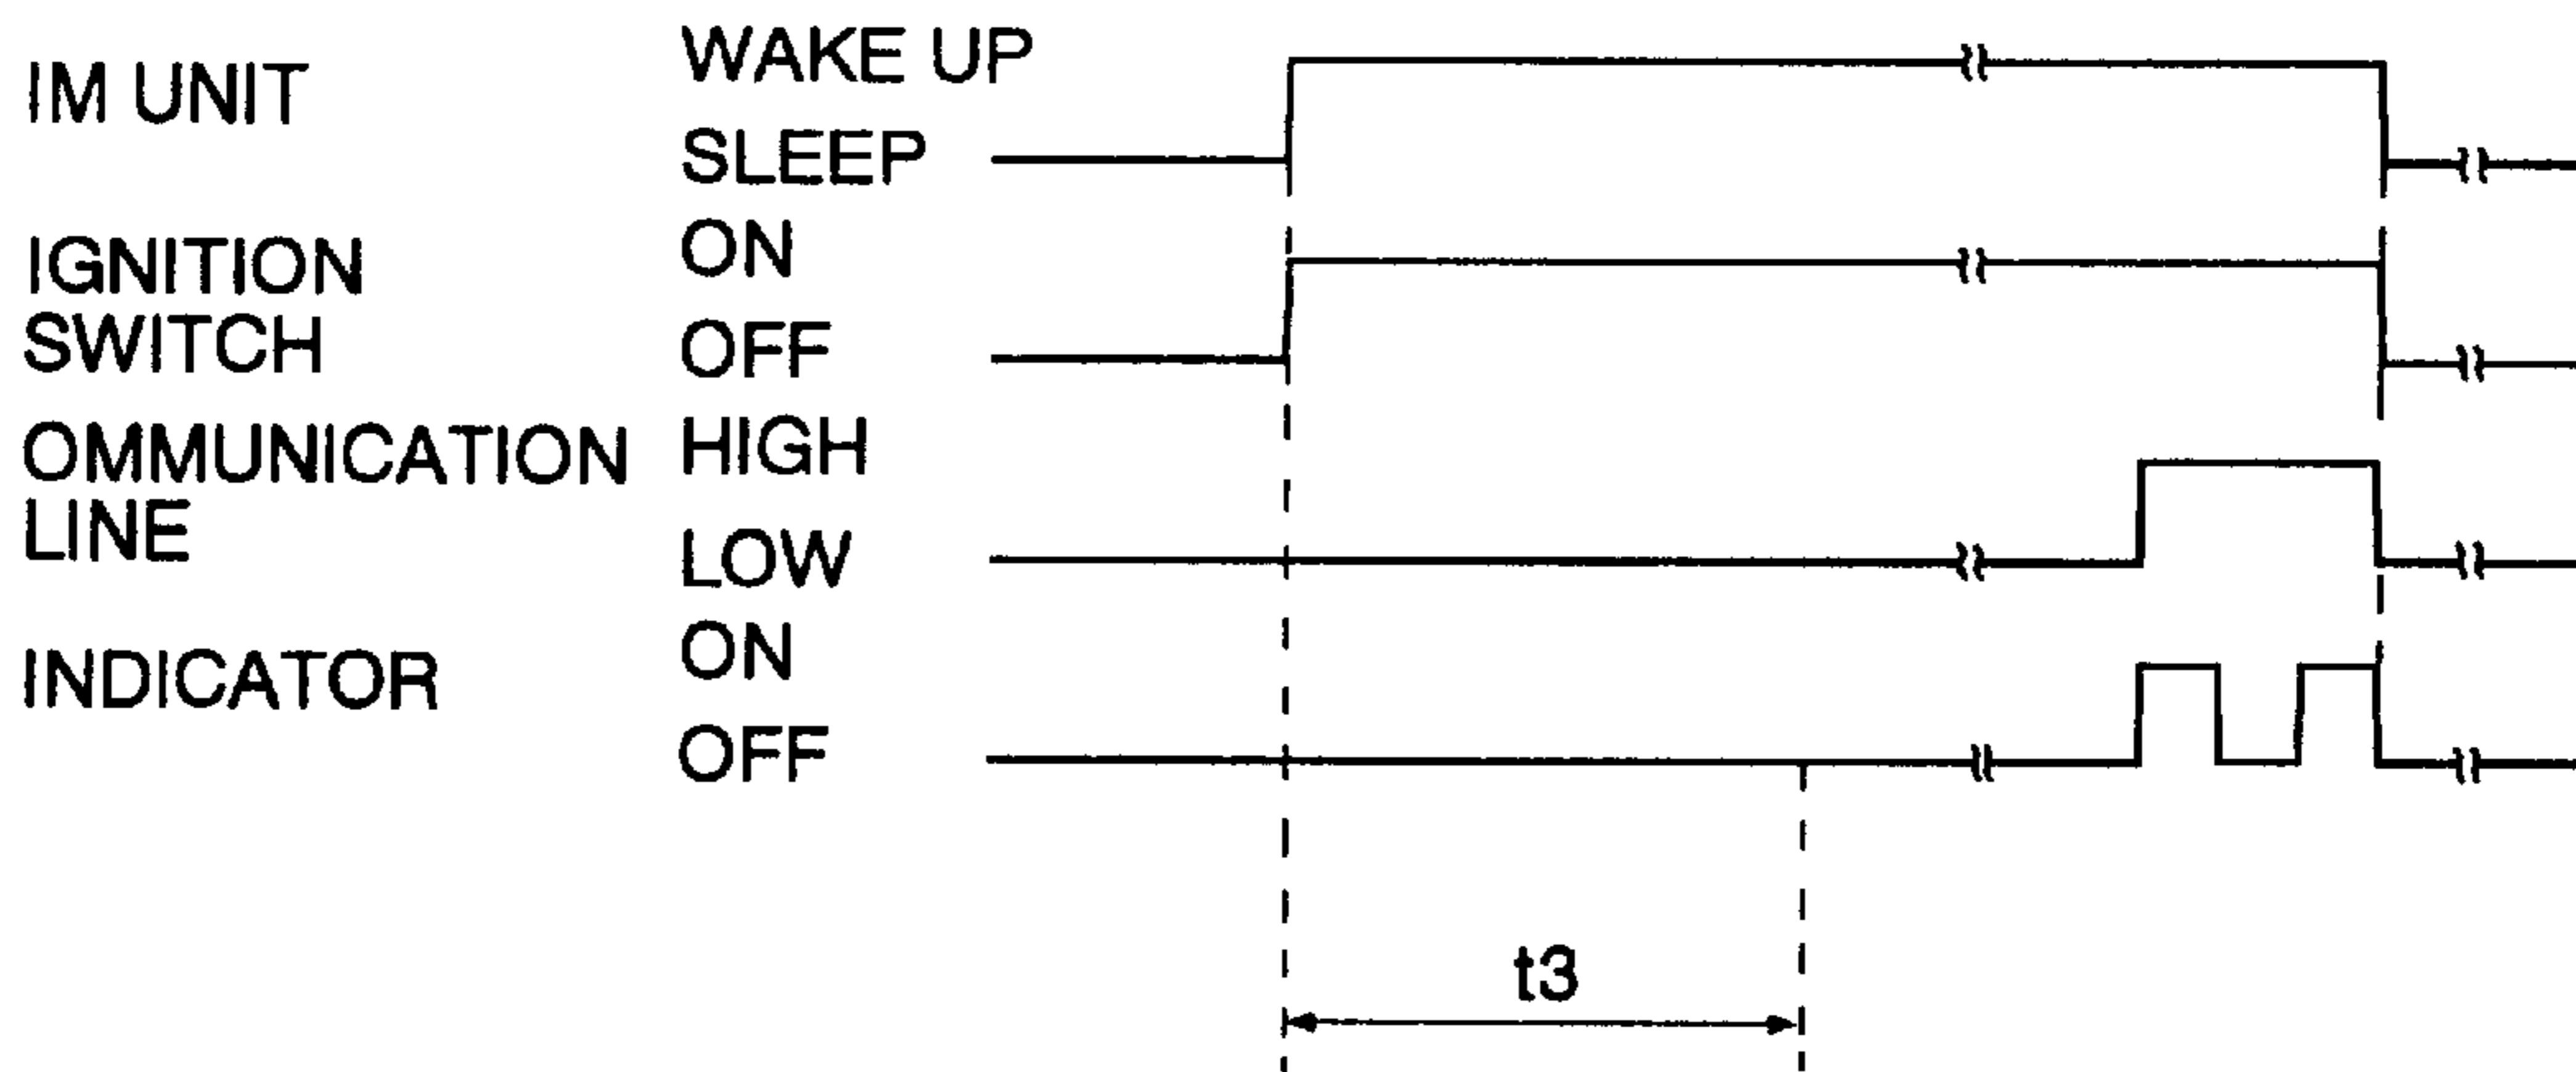 IM UNIT
WAKE UP
SLEEP
IGNITION
SWITCH
ON
OFF
OMMUNICATION
LINE
HIGH
LOW
INDICATOR
ON
OFF
t3